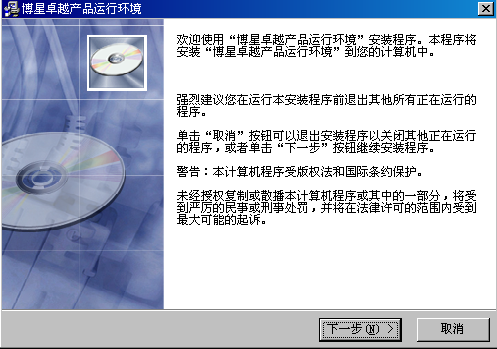 博星卓越产品运行环境
欢迎使用“博星卓越产品运行环境”安装程序。本程序将
安装“博星卓越产品运行环境”到您的计算机中。
强烈建议您在运行本安装程序前退出其他所有正在运行的
程序。
单击“取消”按钮可以退出安装程序以关闭其他正在运行
的程序，或者单击“下一步”按钮继续安装程序。
警告：本计算机程序受版权法和国际条约保护。
未经授权复制或散播本计算机程序或其中的一部分，将受
到严厉的民事或刑事处罚，并将在法律许可的范围内受到
最大可能的起诉。
下一步(N) >
取消